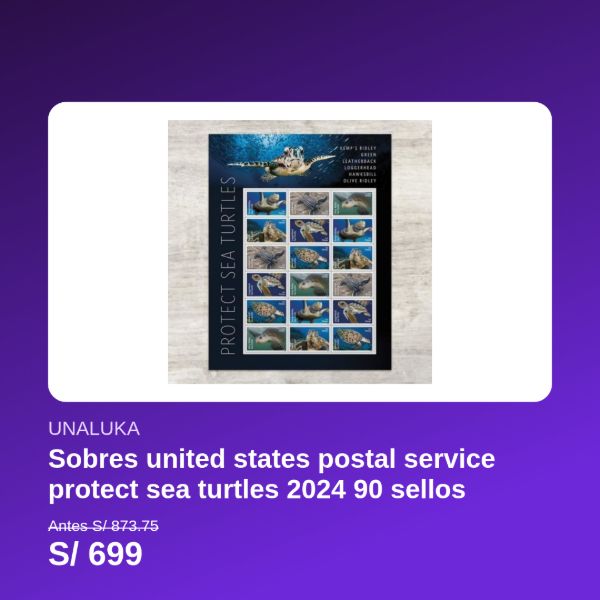 KEMP'S RIDLEY
GREEN
LEATHERBACK
LOGGERHEAD
HAWKSBILL
OLIVE RIDLEY
PROTECT SEA TURTLES
UNALUKA
Sobres united states postal service
protect sea turtles 2024 90 sellos
Antes S/ 873.75
S/ 699